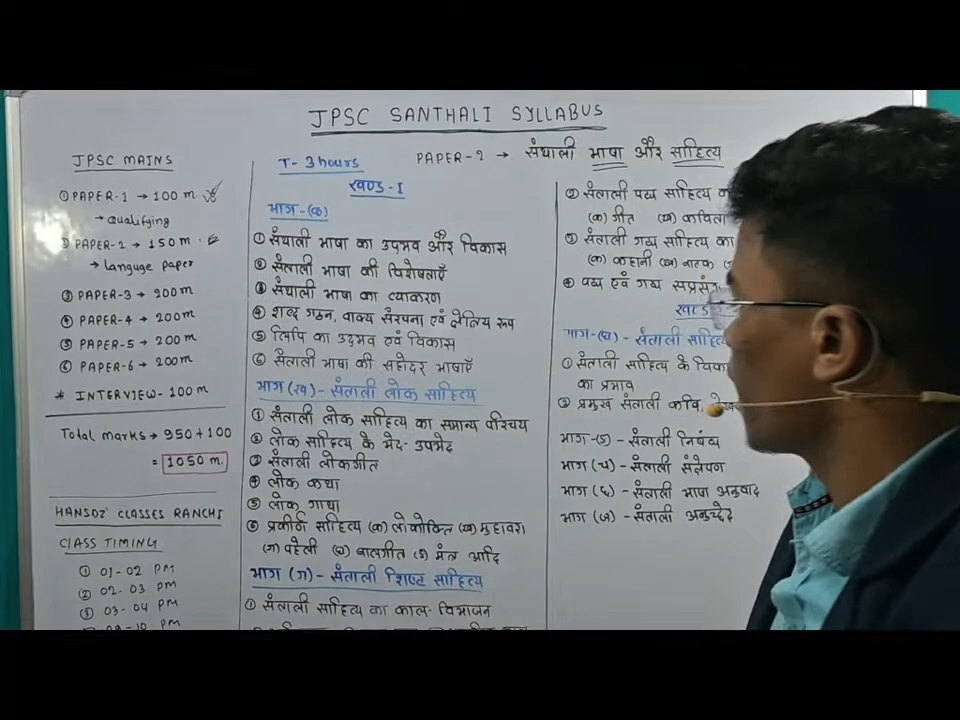 JPSC SANTHALI SYLLABUS
JPSC MAINS
① PAPER-1 → 100 m
→ Qualifying
② PAPER-2 → 150 m
→ Languge paper
③ PAPER-3 → 200 m
④ PAPER-4 → 200m
⑤ PAPER-5 → 200 m
⑥ PAPER-6 → 200m
* INTERVIEW- 100 m
Total marks → 950 + 100
= 1050 m.
HANSOZ' CLASSES RANCHI
CLASS TIMING
① 01-02 PM
② 02-03 PM
③ 03-04 PM
T- 3 hours
PAPER-2 → संथाली भाषा और साहित्य
खण्ड-I
भाग-(क)
① संथाली भाषा का उद्भव और विकास
② संताली भाषा की विशेषताएँ
③ संथाली भाषा का व्याकरण
④ शब्द गठन, वाक्य संरचना एवं लैंगिय रूप
⑤ लिपि का उद्भव एवं विकास
⑥ संताली भाषा की सहोदर भाषाएँ
भाग (ख) - संताली लोक साहित्य
① संताली लोक साहित्य का समान्य परिचय
② लोक साहित्य के भेद- उपभेद
③ संताली लोकगीत
④ लोक कथा
⑤ लोक गाथा
⑥ प्रकीर्ण साहित्य (क) लोकोक्ति (ख) मुहावरा
(ग) पहेली (घ) बालगीत (ङ) मंत्र आदि
भाग (ग) - संताली शिष्ट साहित्य
① संताली साहित्य का काल- विभाजन
② संताली पद्य साहित्य
(क) गीत (ख) कविता
③ संताली गद्य साहित्य का
(क) कहानी (ख) नाटक
④ पद्य एवं गद्य
खण्ड
भाग-(घ) - संताली
① संताली साहित्य के
का प्रभाव
② प्रमुख संताली कवि,
भाग-(ङ) - संताली निबंध
भाग (च) - संताली संक्षेपण
भाग (छ) - संताली भाषा अनुवाद
भाग (ज) - संताली अनुच्छेद